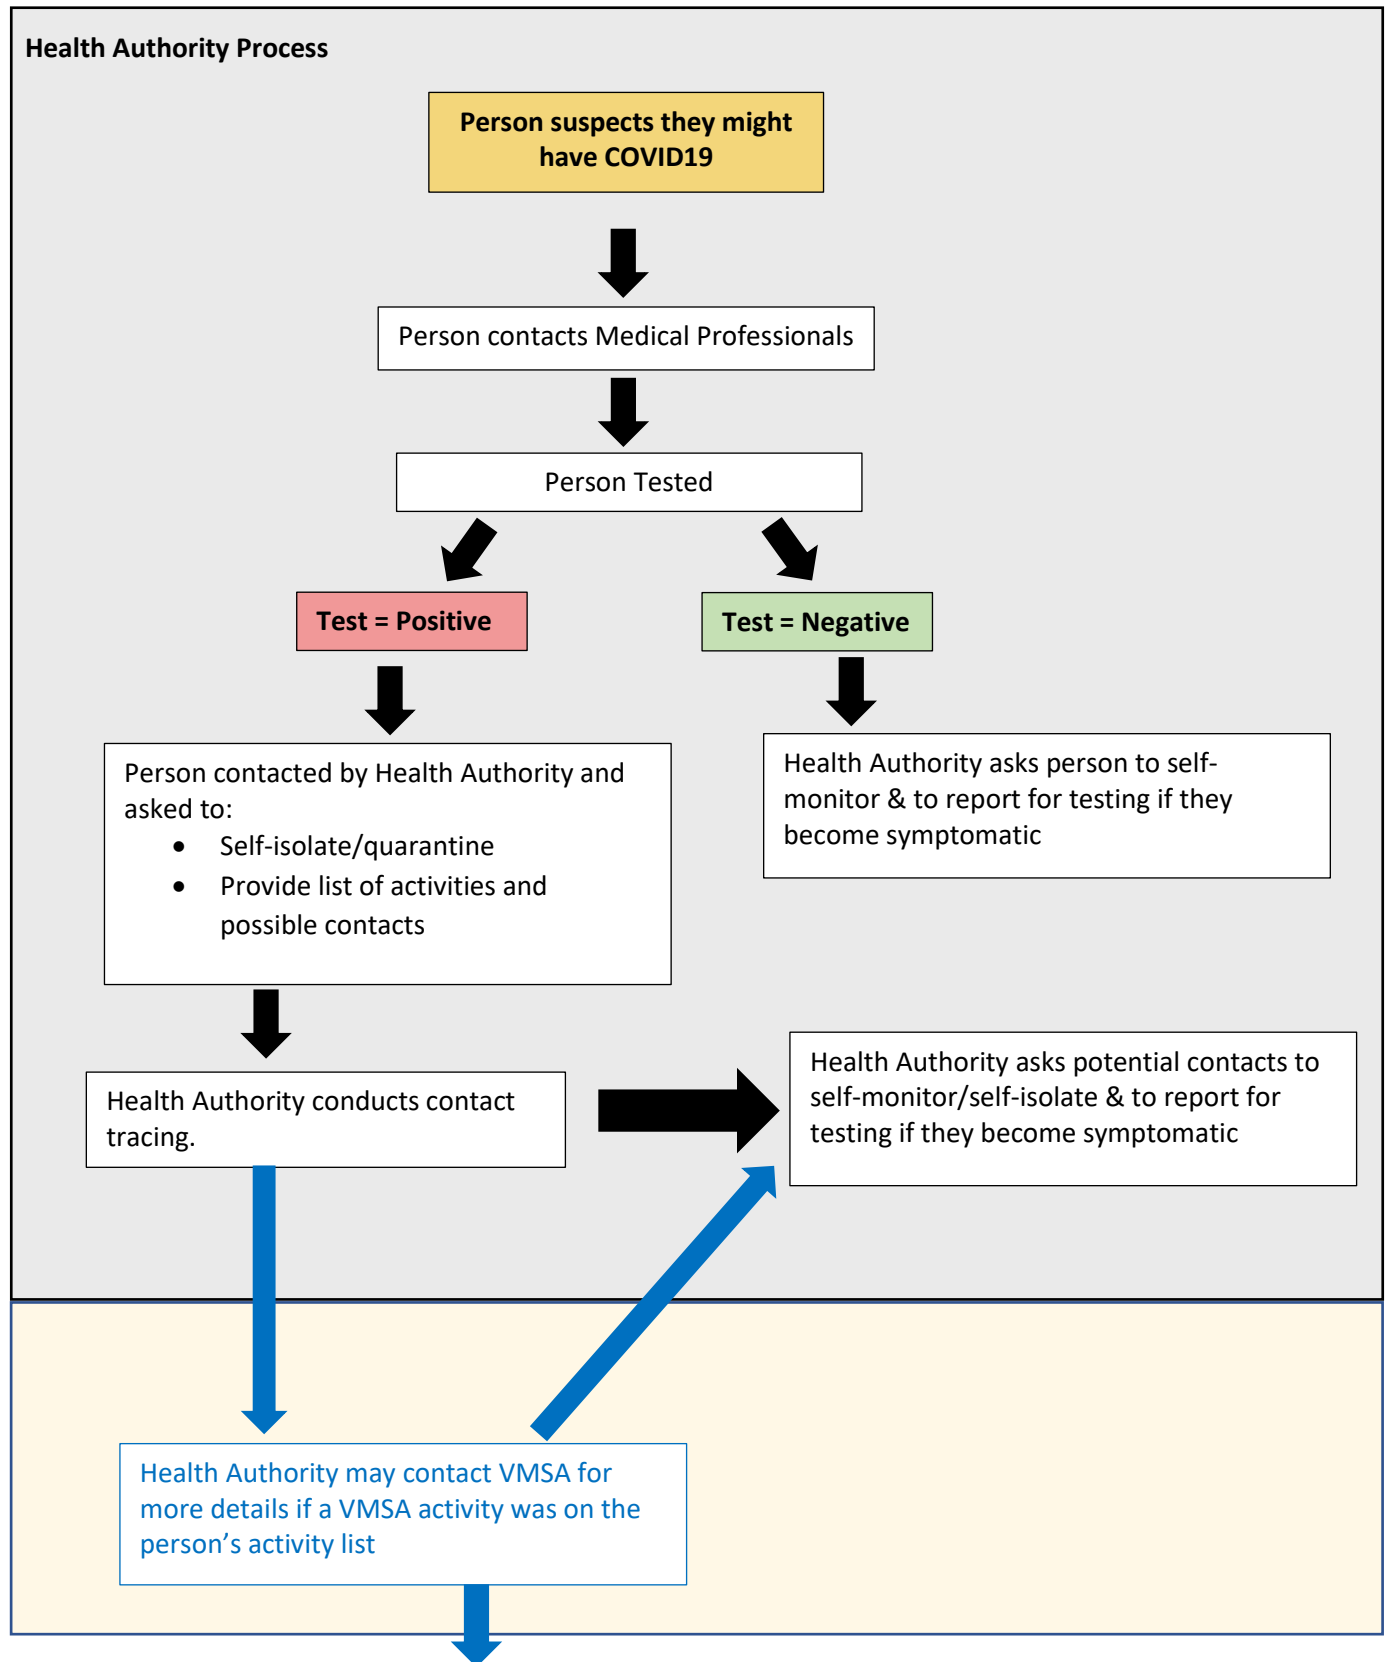 Health Authority Process
Person suspects they might
have COVID19
Person contacts Medical Professionals
Person Tested
Test = Positive
Test = Negative
Person contacted by Health Authority and
asked to:
• Self-isolate/quarantine
• Provide list of activities and
possible contacts
Health Authority asks person to self-
monitor & to report for testing if they
become symptomatic
Health Authority conducts contact
tracing.
Health Authority asks potential contacts to
self-monitor/self-isolate & to report for
testing if they become symptomatic
Health Authority may contact VMSA for
more details if a VMSA activity was on the
person’s activity list